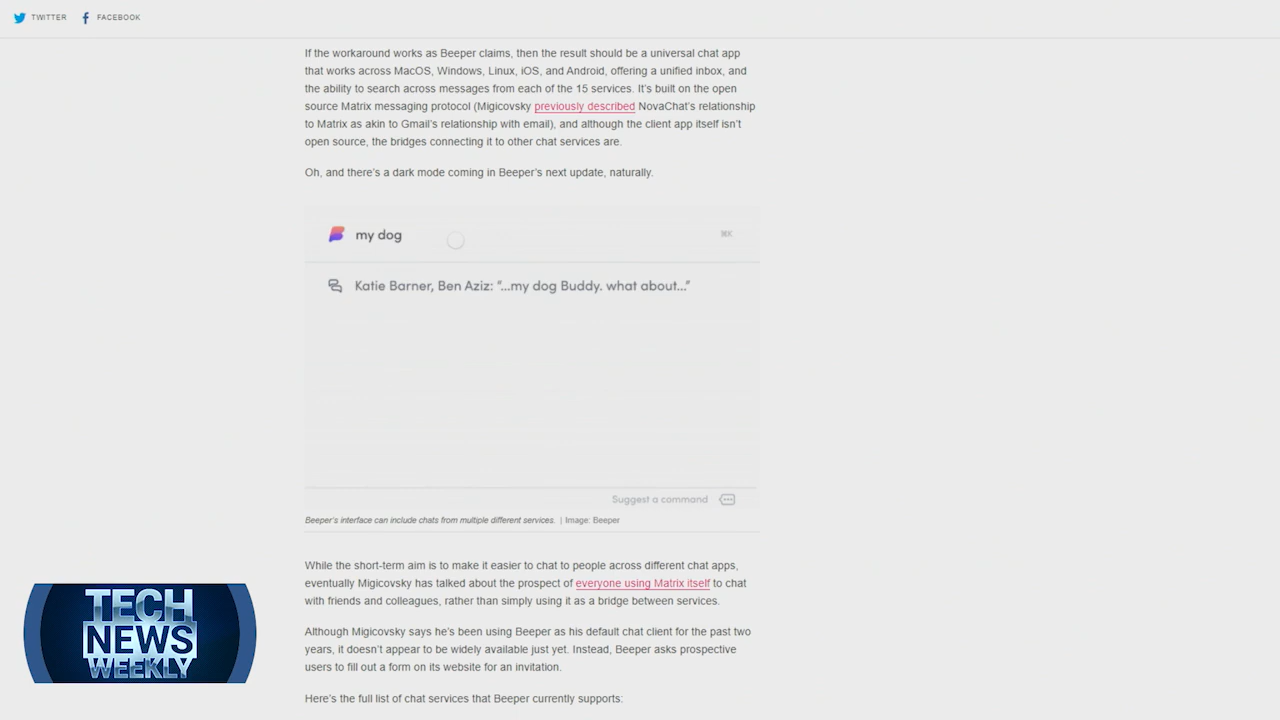 TWITTER FACEBOOK
If the workaround works as Beeper claims, then the result should be a universal chat app
that works across MacOS, Windows, Linux, iOS, and Android, offering a unified inbox, and
the ability to search across messages from each of the 15 services. It’s built on the open
source Matrix messaging protocol (Migicovsky previously described NovaChat’s relationship
to Matrix as akin to Gmail’s relationship with email), and although the client app itself isn’t
open source, the bridges connecting it to other chat services are.
Oh, and there’s a dark mode coming in Beeper’s next update, naturally.
my dog ⌘K
Katie Barner, Ben Aziz: “...my dog Buddy. what about...”
Suggest a command
Beeper’s interface can include chats from multiple different services. | Image: Beeper
While the short-term aim is to make it easier to chat to people across different chat apps,
eventually Migicovsky has talked about the prospect of everyone using Matrix itself to chat
with friends and colleagues, rather than simply using it as a bridge between services.
Although Migicovsky says he’s been using Beeper as his default chat client for the past two
years, it doesn’t appear to be widely available just yet. Instead, Beeper asks prospective
users to fill out a form on its website for an invitation.
Here’s the full list of chat services that Beeper currently supports:
TECH
NEWS
WEEKLY